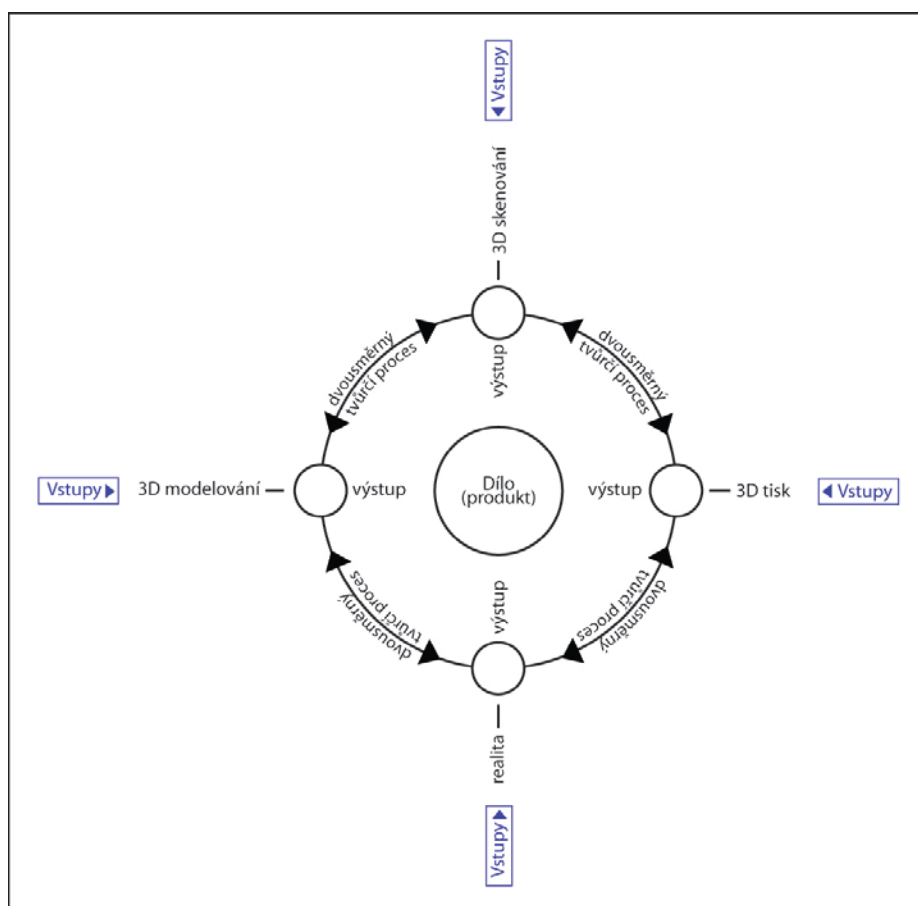 Vstupy
3D skenování
výstup
dvousměrný
tvůrčí proces
dvousměrný
tvůrčí proces
Vstupy
3D modelování
výstup
Dílo
(produkt)
výstup
3D tisk
Vstupy
dvousměrný
tvůrčí proces
dvousměrný
tvůrčí proces
výstup
realita
Vstupy